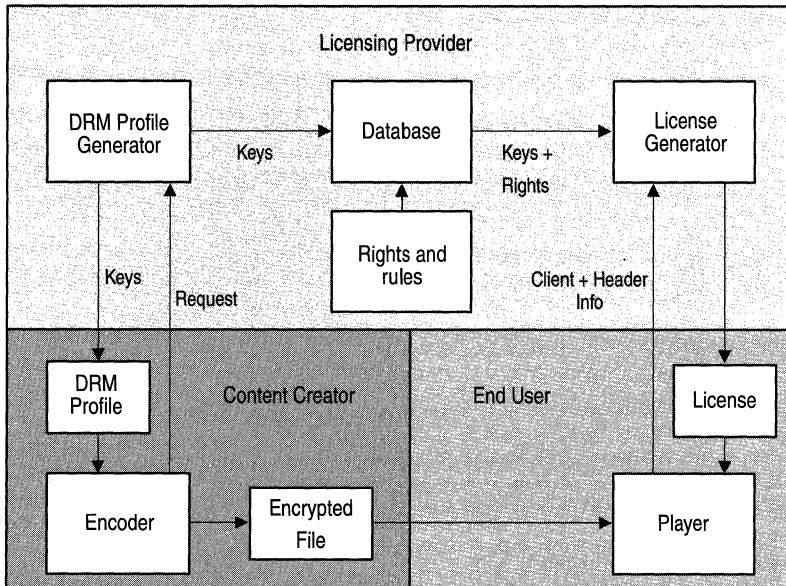 Licensing Provider
DRM Profile
Generator
Keys
Database
Keys +
Rights
License
Generator
Rights and
rules
Keys
Request
Client + Header
Info
DRM
Profile
Content Creator
End User
License
Encoder
Encrypted
File
Player